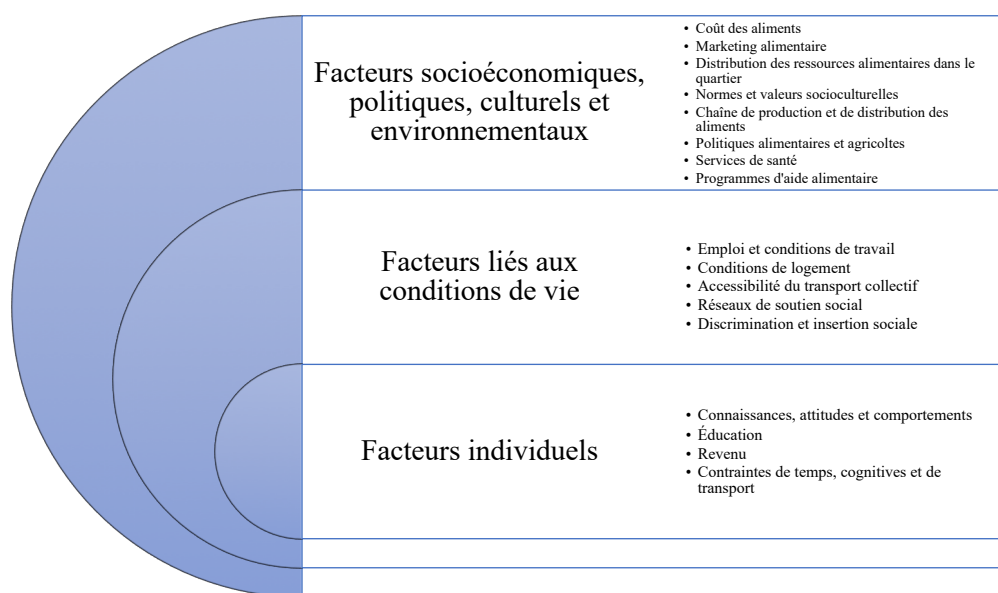 Facteurs socioéconomiques,
politiques, culturels et
environnementaux
• Coût des aliments
• Marketing alimentaire
• Distribution des ressources alimentaires dans le
quartier
• Normes et valeurs socioculturelles
• Chaîne de production et de distribution des
aliments
• Politiques alimentaires et agricoltes
• Services de santé
• Programmes d'aide alimentaire
Facteurs liés aux
conditions de vie
• Emploi et conditions de travail
• Conditions de logement
• Accessibilité du transport collectif
• Réseaux de soutien social
• Discrimination et insertion sociale
Facteurs individuels
• Connaissances, attitudes et comportements
• Éducation
• Revenu
• Contraintes de temps, cognitives et de
transport